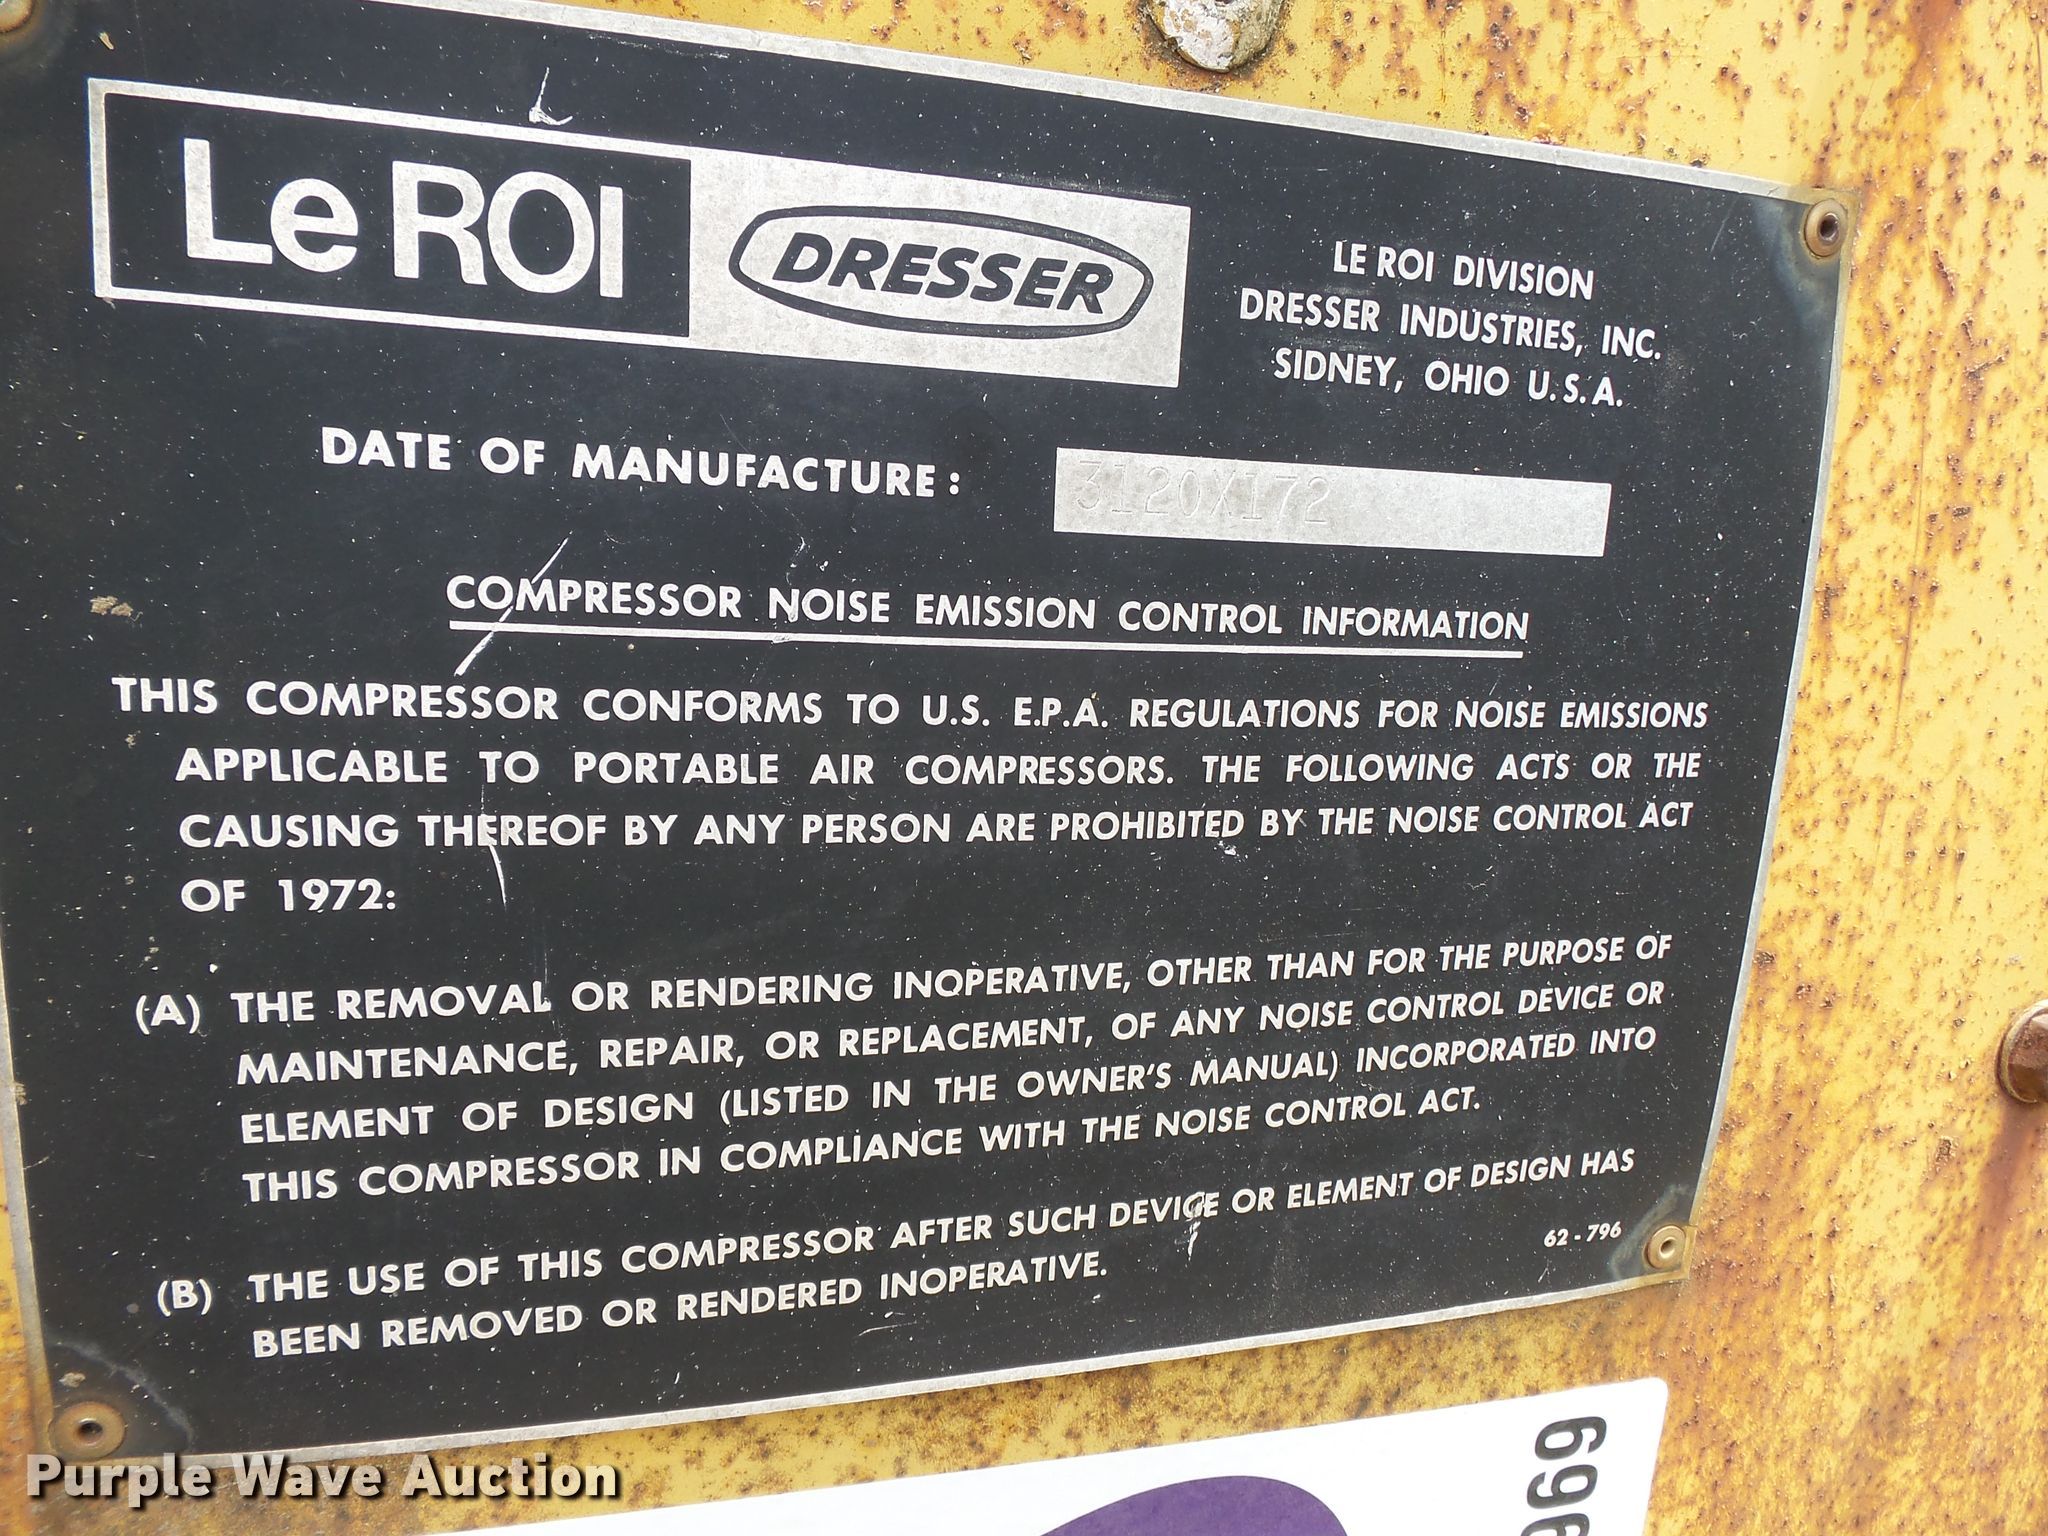 Le ROI DRESSER
LE ROI DIVISION
DRESSER INDUSTRIES, INC.
SIDNEY, OHIO U.S.A.
DATE OF MANUFACTURE: 3120X172
COMPRESSOR NOISE EMISSION CONTROL INFORMATION
THIS COMPRESSOR CONFORMS TO U.S. E.P.A. REGULATIONS FOR NOISE EMISSIONS
APPLICABLE TO PORTABLE AIR COMPRESSORS. THE FOLLOWING ACTS OR THE
CAUSING THEREOF BY ANY PERSON ARE PROHIBITED BY THE NOISE CONTROL ACT
OF 1972:
(A) THE REMOVAL OR RENDERING INOPERATIVE, OTHER THAN FOR THE PURPOSE OF
MAINTENANCE, REPAIR, OR REPLACEMENT, OF ANY NOISE CONTROL DEVICE OR
ELEMENT OF DESIGN (LISTED IN THE OWNER'S MANUAL) INCORPORATED INTO
THIS COMPRESSOR IN COMPLIANCE WITH THE NOISE CONTROL ACT.
(B) THE USE OF THIS COMPRESSOR AFTER SUCH DEVICE OR ELEMENT OF DESIGN HAS
BEEN REMOVED OR RENDERED INOPERATIVE.
62-796
Purple Wave Auction